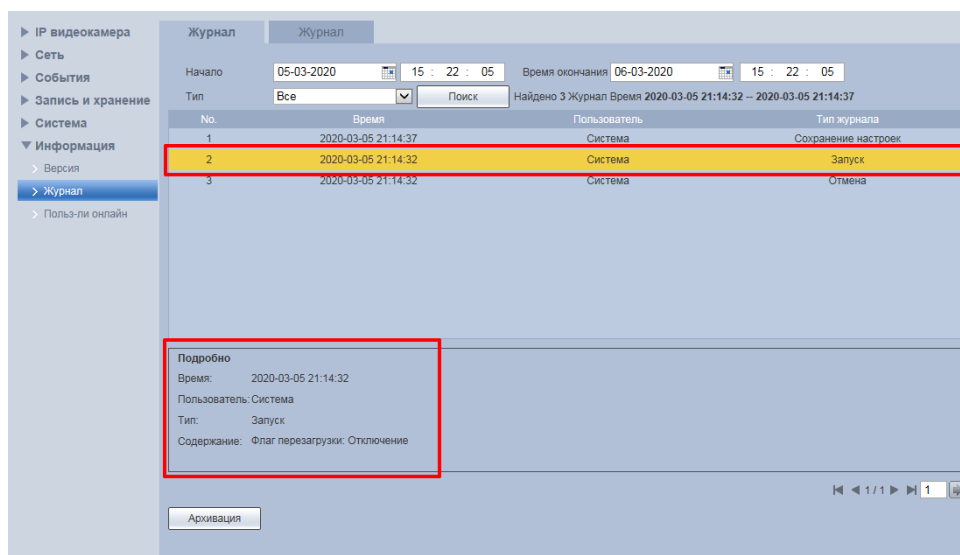 IP видеокамера
Сеть
События
Запись и хранение
Система
Информация
Версия
Журнал
Польз-ли онлайн
Журнал Журнал
Начало 05-03-2020 15 : 22 : 05 Время окончания 06-03-2020 15 : 22 : 05
Тип Все Поиск Найдено 3 Журнал Время 2020-03-05 21:14:32 -- 2020-03-05 21:14:37
No. Время Пользователь Тип журнала
1 2020-03-05 21:14:37 Система Сохранение настроек
2 2020-03-05 21:14:32 Система Запуск
3 2020-03-05 21:14:32 Система Отмена
Подробно
Время: 2020-03-05 21:14:32
Пользователь: Система
Тип: Запуск
Содержание: Флаг перезагрузки: Отключение
1 / 1 1
Архивация